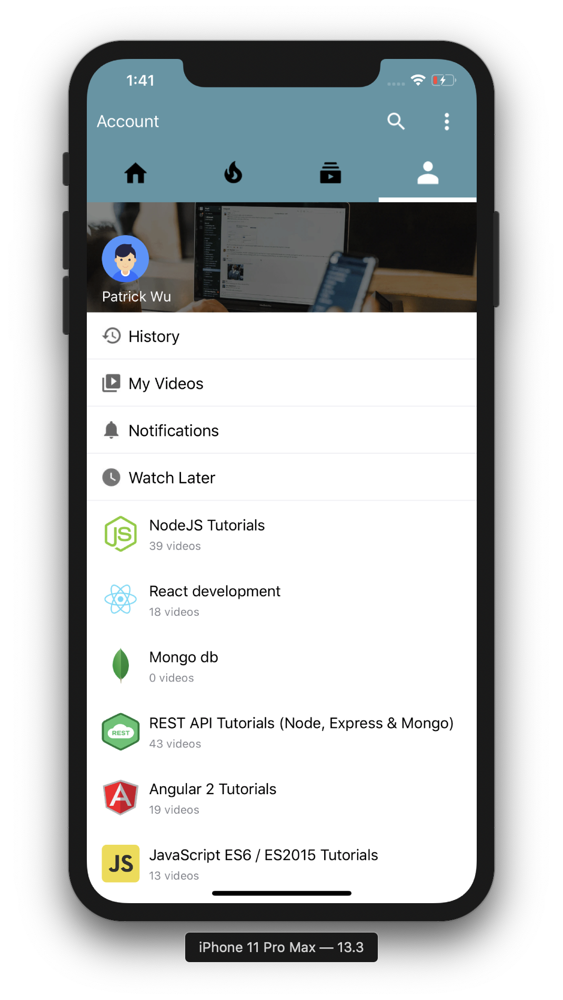 1:41
Account
Patrick Wu
History
My Videos
Notifications
Watch Later
JS
NodeJS Tutorials
39 videos
React development
18 videos
Mongo db
0 videos
REST
REST API Tutorials (Node, Express & Mongo)
43 videos
A
Angular 2 Tutorials
19 videos
JS
JavaScript ES6 / ES2015 Tutorials
13 videos
iPhone 11 Pro Max — 13.3